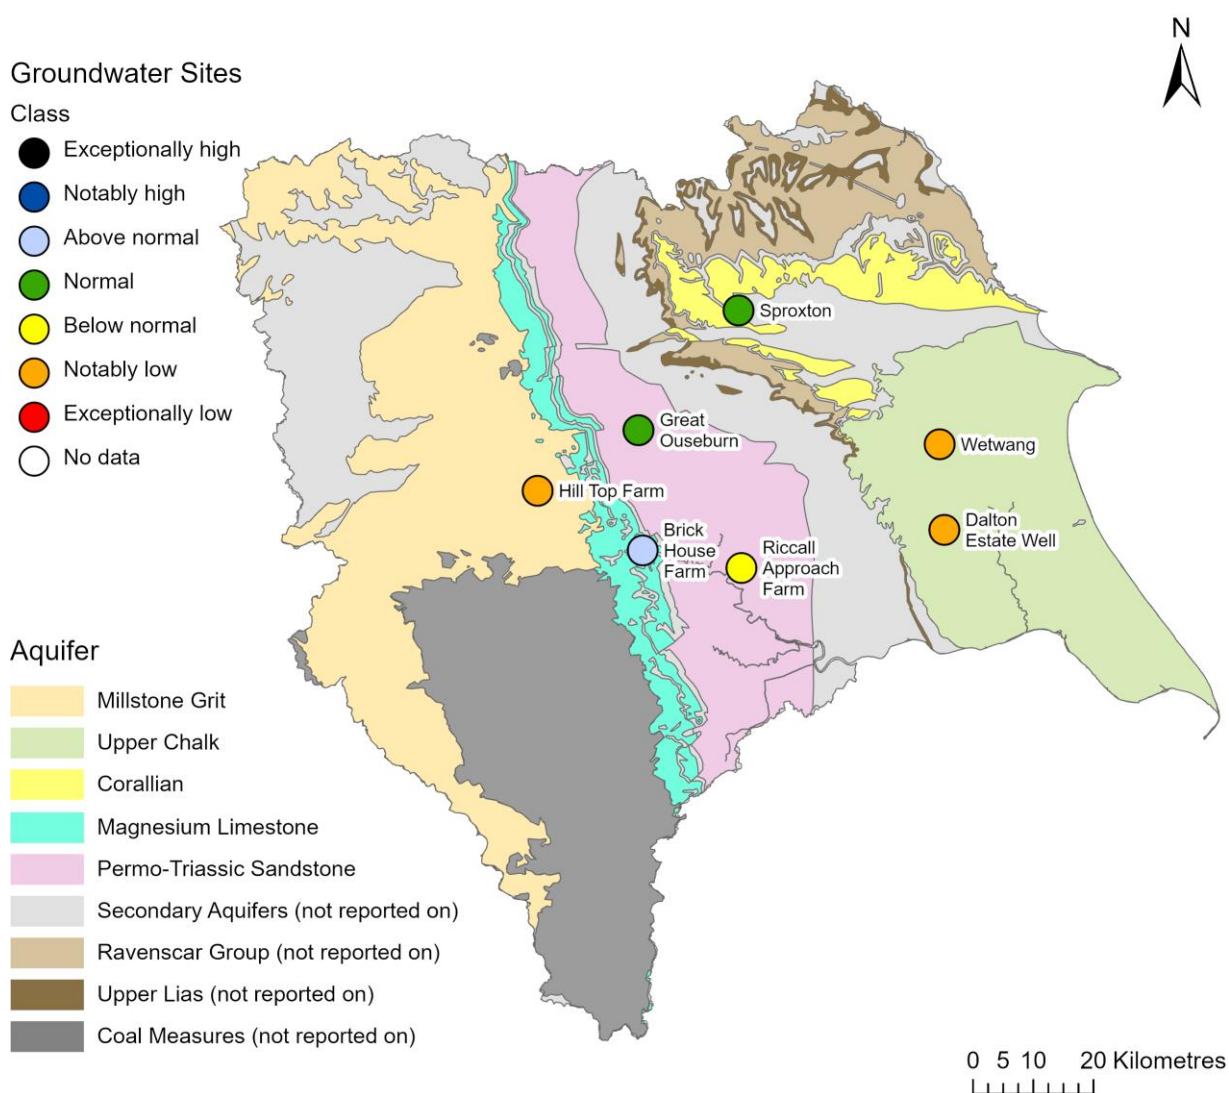 N
Groundwater Sites
Class
Exceptionally high
Notably high
Above normal
Normal
Below normal
Notably low
Exceptionally low
No data
Sproxton
Great
Ouseburn
Wetwang
Hill Top Farm
Dalton
Estate Well
Brick
House
Farm
Riccall
Approach
Farm
Aquifer
Millstone Grit
Upper Chalk
Corallian
Magnesium Limestone
Permo-Triassic Sandstone
Secondary Aquifers (not reported on)
Ravenscar Group (not reported on)
Upper Lias (not reported on)
Coal Measures (not reported on)
0 5 10 20 Kilometres